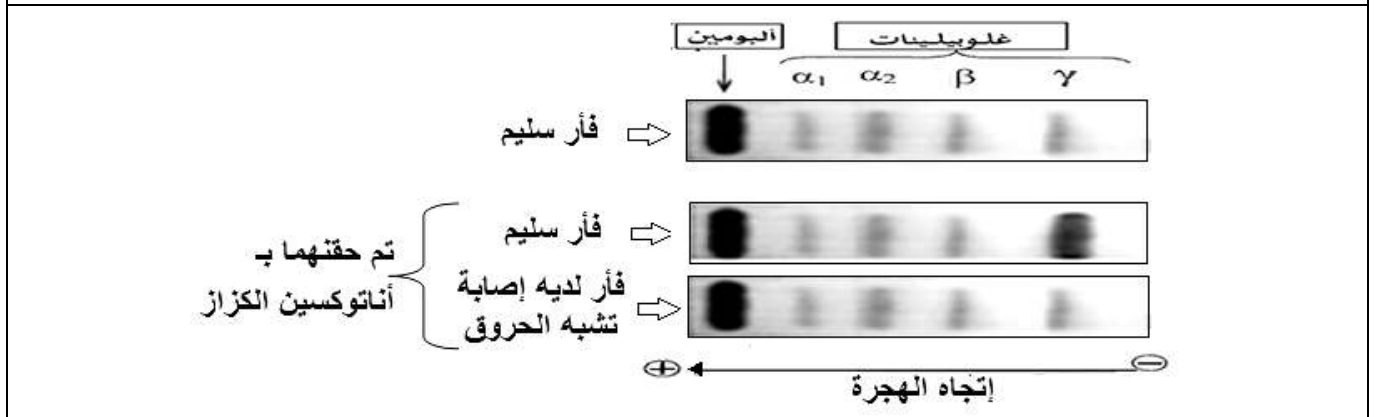 ألبومين غلوبيلينات
α₁ α₂ β γ
فأر سليم
فأر سليم
تم حقنهما بـ
أناتوكسين الكزاز
فأر لديه إصابة
تشبه الحروق
⊕ ⊖
إتجاه الهجرة